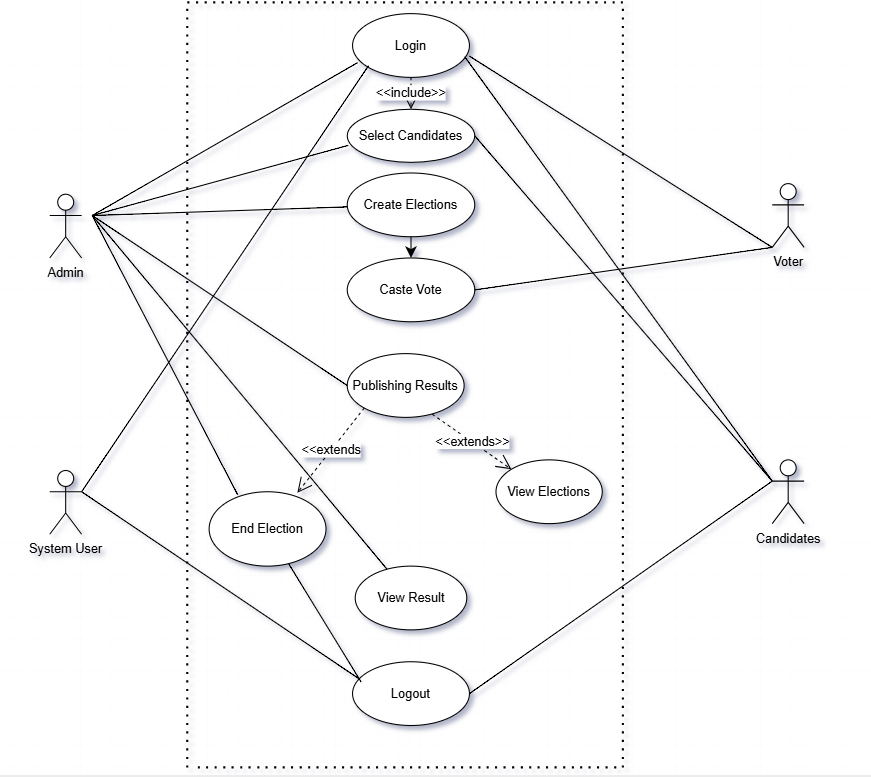 Login
<<include>>
Select Candidates
Create Elections
Admin
Voter
Caste Vote
Publishing Results
<<extends
<<extends>>
View Elections
End Election
System User
Candidates
View Result
Logout